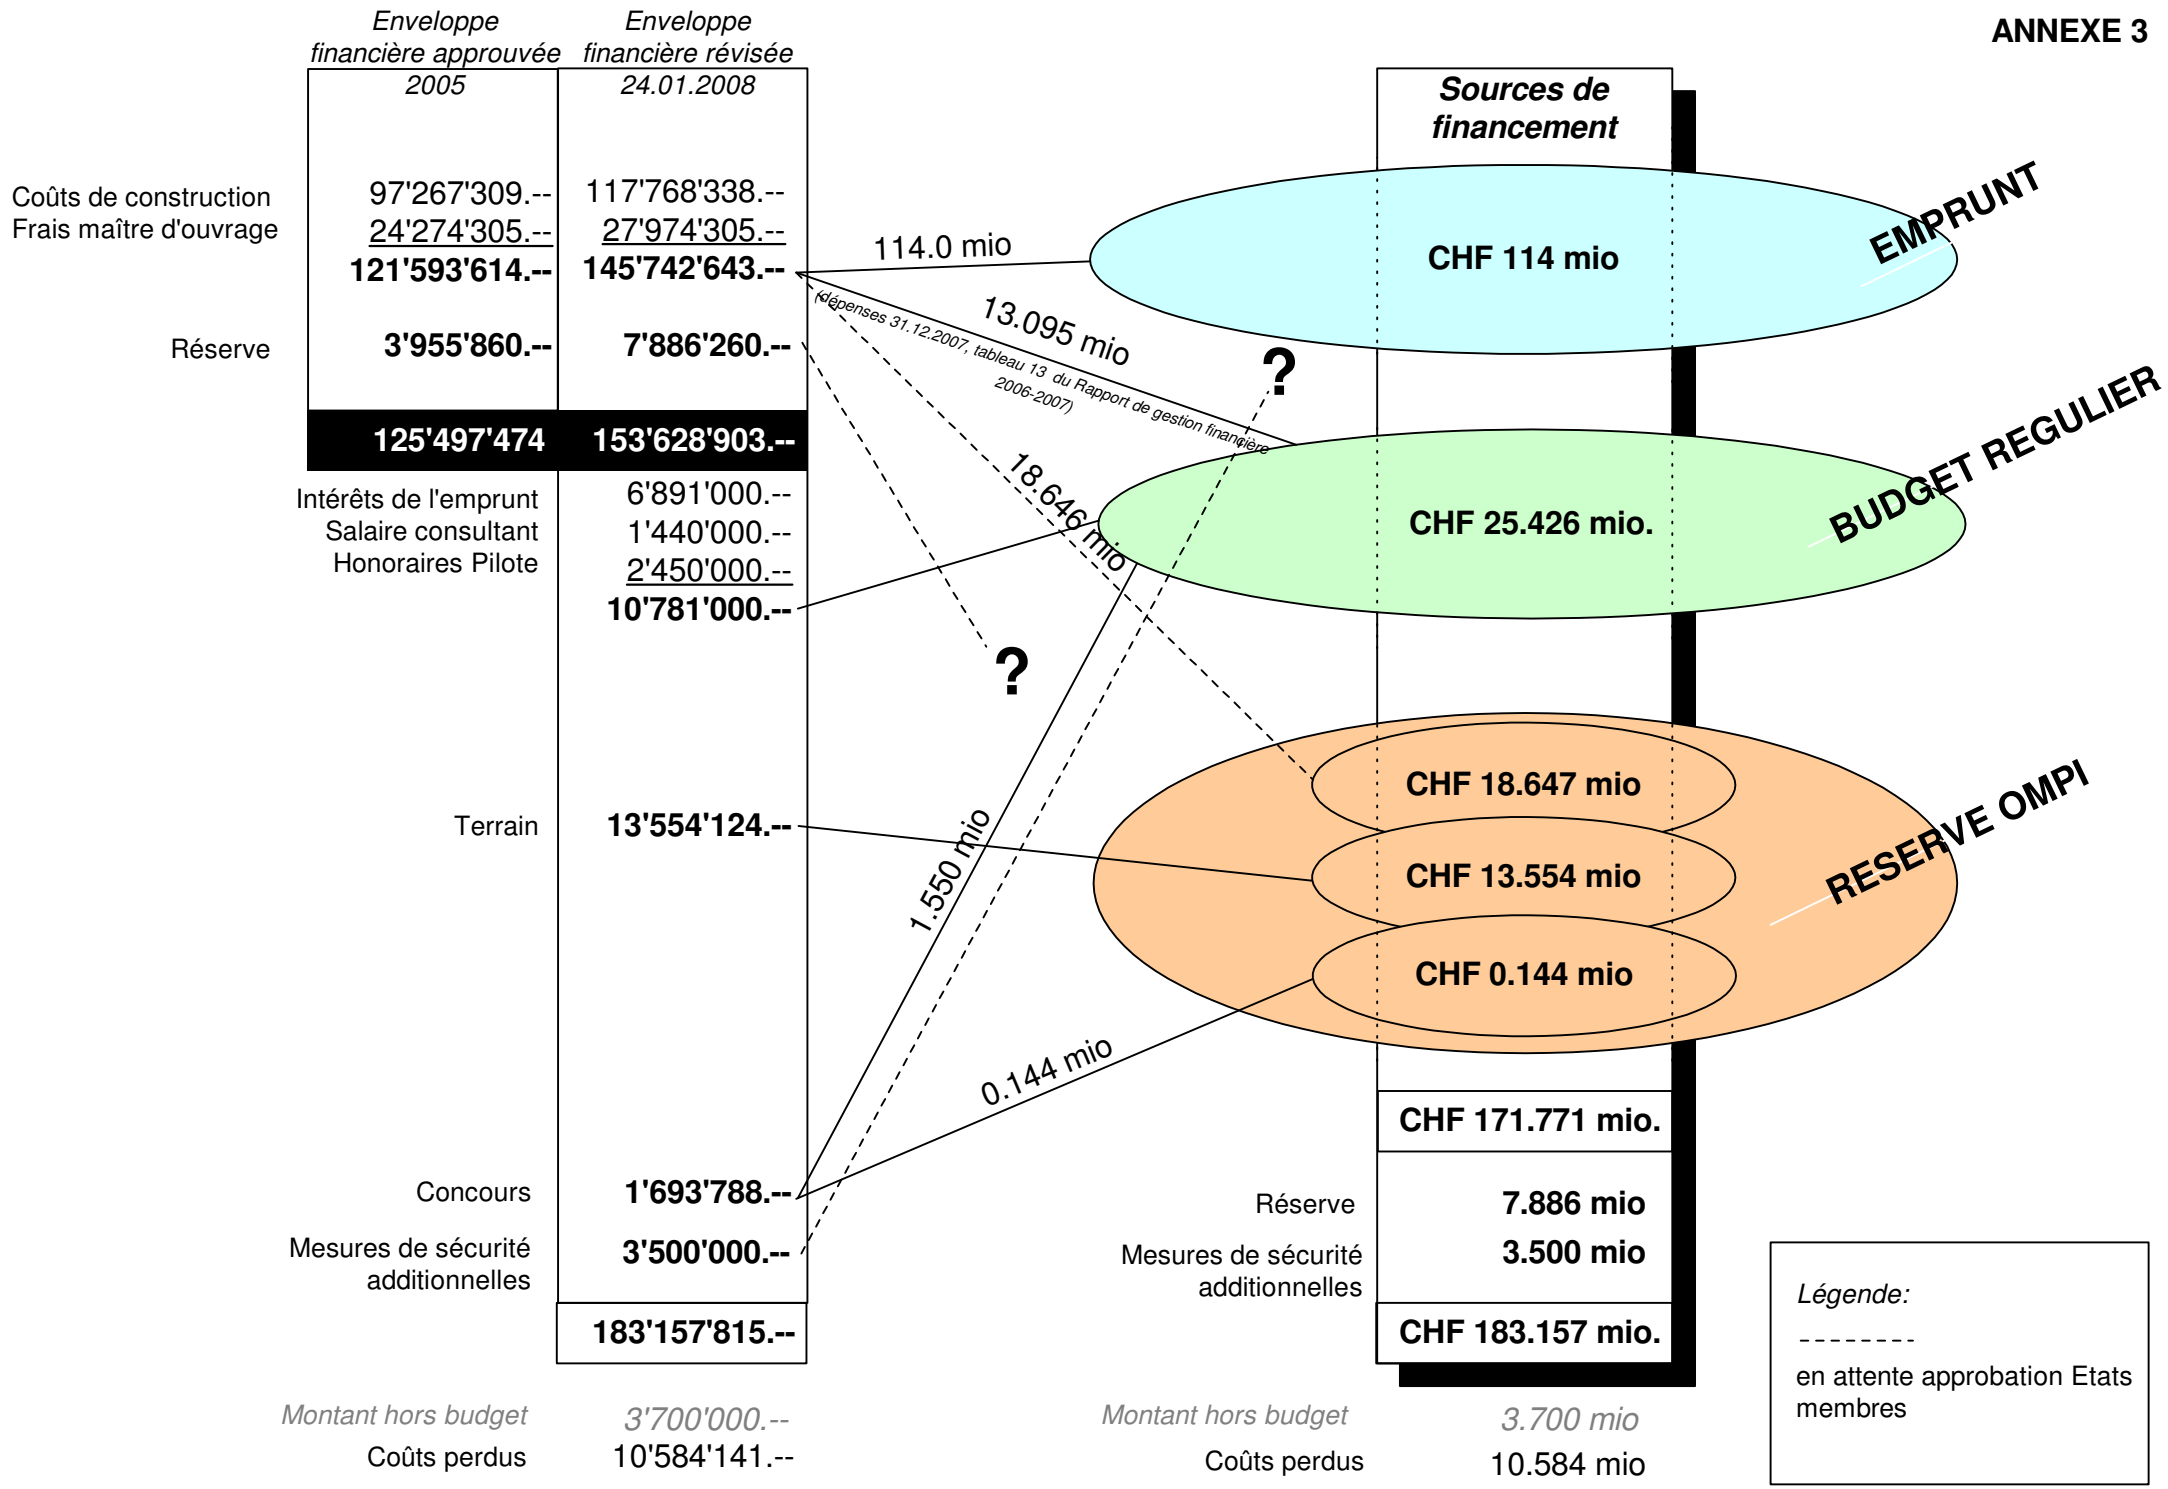 ANNEXE 3
Enveloppe
financière approuvée
2005
Enveloppe
financière révisée
24.01.2008
Coûts de construction
97'267'309.--
117'768'338.--
Frais maître d'ouvrage
24'274'305.--
27'974'305.--
121'593'614.--
145'742'643.--
Réserve
3'955'860.--
7'886'260.--
125'497'474
153'628'903.--
Intérêts de l'emprunt
6'891'000.--
Salaire consultant
1'440'000.--
Honoraires Pilote
2'450'000.--
10'781'000.--
Terrain
13'554'124.--
Concours
1'693'788.--
Mesures de sécurité
additionnelles
3'500'000.--
183'157'815.--
Montant hors budget
3'700'000.--
Coûts perdus
10'584'141.--
114.0 mio
13.095 mio
(dépenses 31.12.2007, tableau 13 du Rapport de gestion financière
2006-2007)
18.646 mio
?
?
1.550 mio
0.144 mio
Sources de
financement
CHF 114 mio
EMPRUNT
CHF 25.426 mio.
BUDGET REGULIER
CHF 18.647 mio
CHF 13.554 mio
CHF 0.144 mio
RESERVE OMPI
CHF 171.771 mio.
Réserve
7.886 mio
Mesures de sécurité
additionnelles
3.500 mio
CHF 183.157 mio.
Montant hors budget
3.700 mio
Coûts perdus
10.584 mio
Légende:
--------
en attente approbation Etats
membres